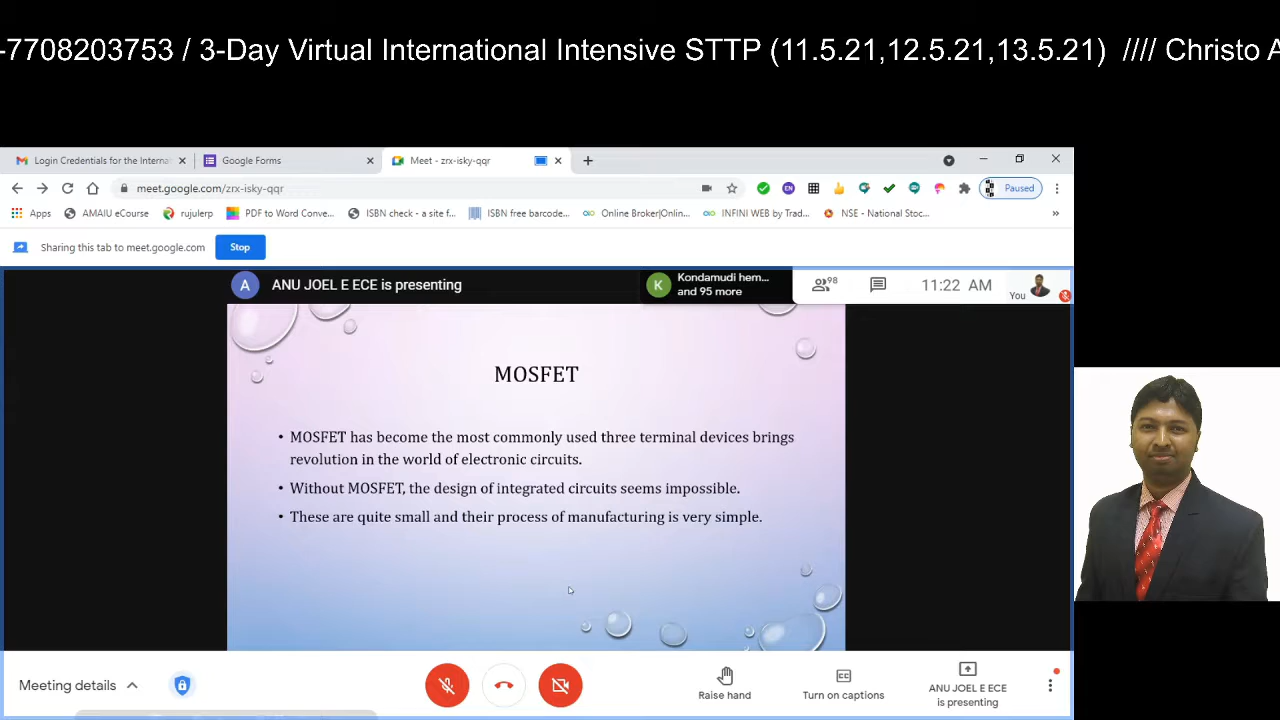 -7708203753 / 3-Day Virtual International Intensive STTP (11.5.21,12.5.21,13.5.21) //// Christo A
Login Credentials for the Interna
Google Forms
Meet - zrx-isky-qqr
meet.google.com/zrx-isky-qqr
Paused
Apps
AMAIU eCourse
rujulerp
PDF to Word Conve...
ISBN check - a site f...
ISBN free barcode...
Online Broker|Onlin...
INFINI WEB by Trad...
NSE - National Stoc...
Sharing this tab to meet.google.com
Stop
A
ANU JOEL E ECE is presenting
K
Kondamudi hem...
and 95 more
98
11:22 AM
You
MOSFET
• MOSFET has become the most commonly used three terminal devices brings
revolution in the world of electronic circuits.
• Without MOSFET, the design of integrated circuits seems impossible.
• These are quite small and their process of manufacturing is very simple.
Meeting details
Raise hand
Turn on captions
ANU JOEL E ECE
is presenting